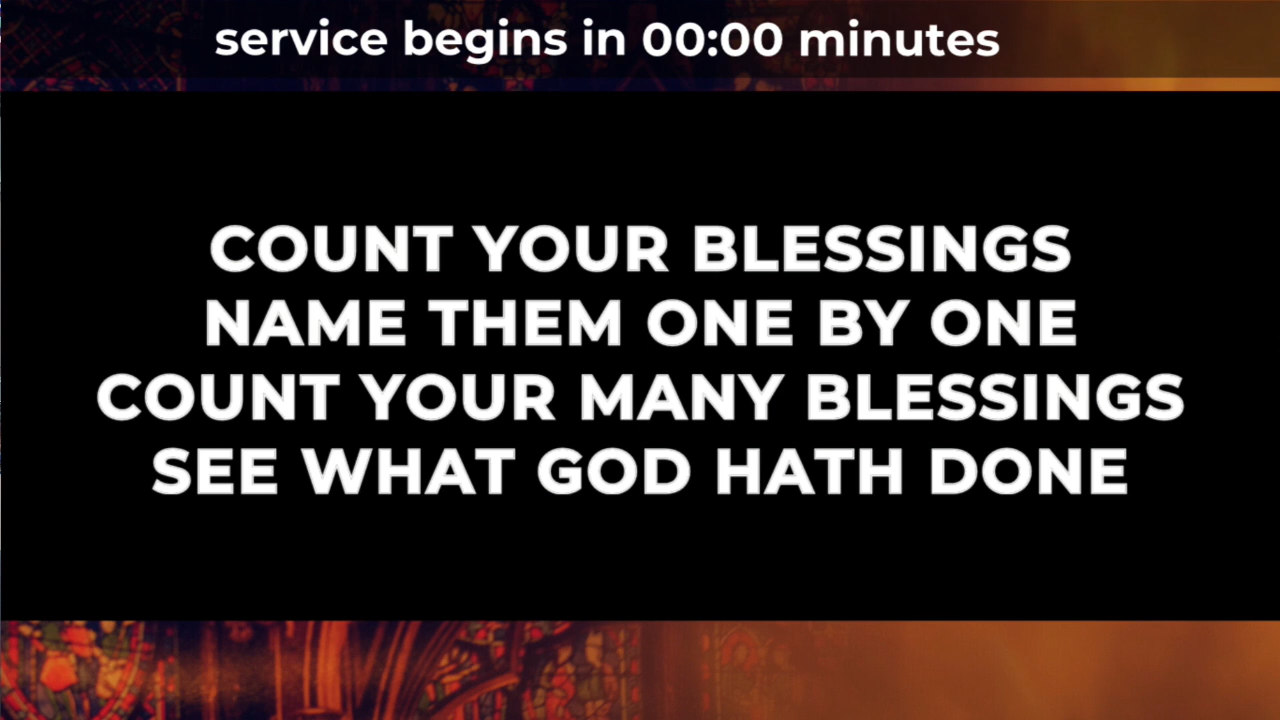 service begins in 00:00 minutes
COUNT YOUR BLESSINGS
NAME THEM ONE BY ONE
COUNT YOUR MANY BLESSINGS
SEE WHAT GOD HATH DONE